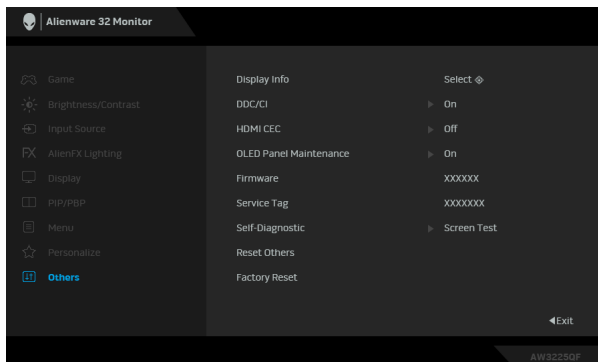 Alienware 32 Monitor
Game
Brightness/Contrast
Input Source
FX AlienFX Lighting
Display
PIP/PBP
Menu
Personalize
Others
Display Info Select
DDC/CI On
HDMI CEC Off
OLED Panel Maintenance On
Firmware XXXXXX
Service Tag XXXXXXX
Self-Diagnostic Screen Test
Reset Others
Factory Reset
Exit
AW3225QF